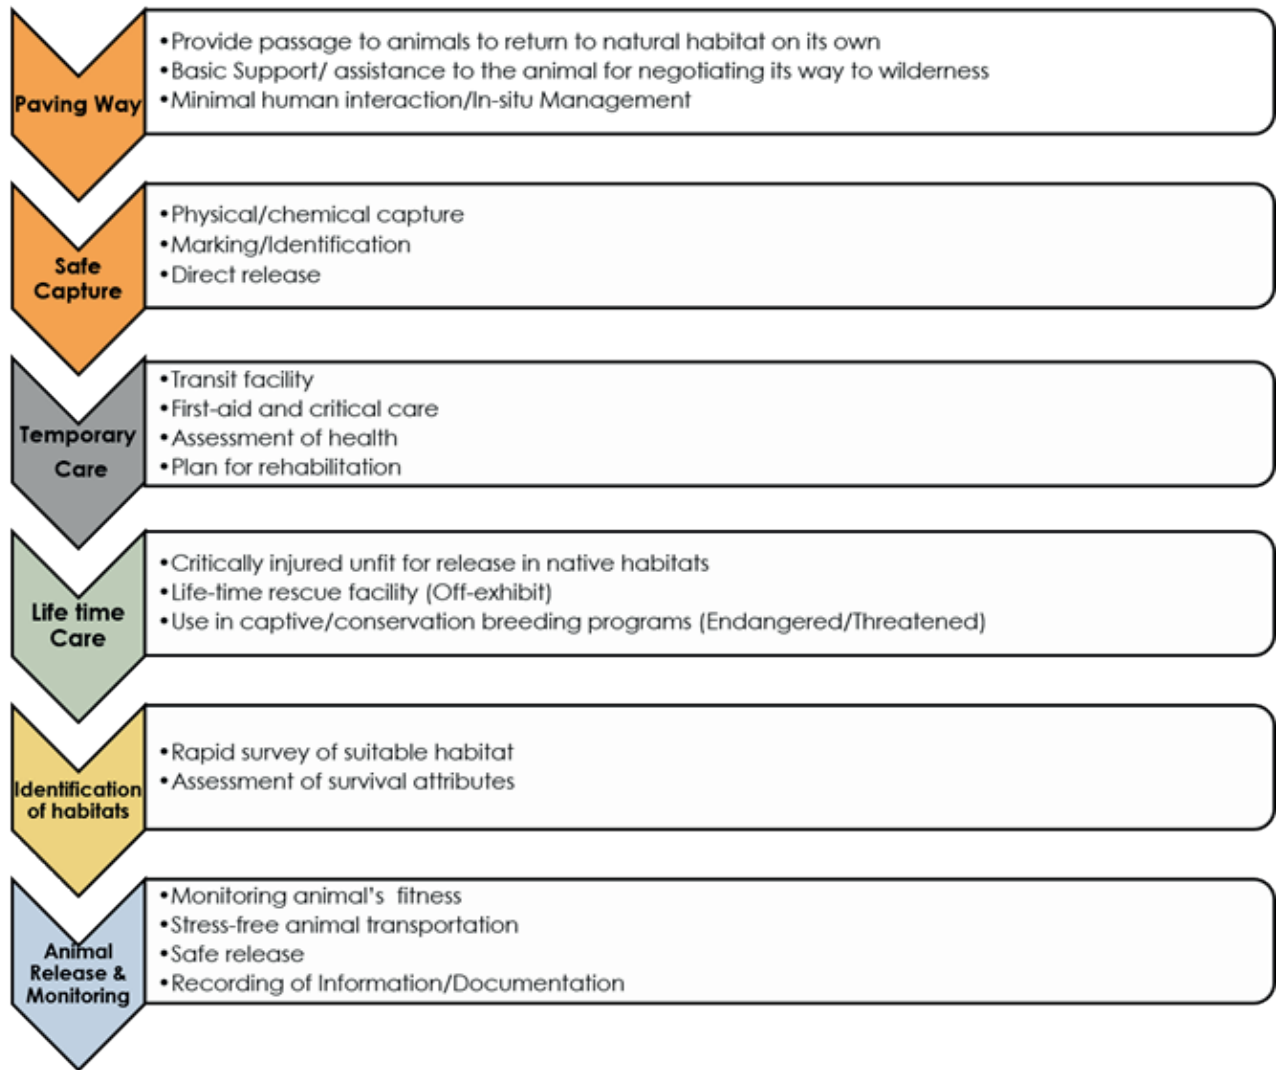 Paving Way
•Provide passage to animals to return to natural habitat on its own
•Basic Support/ assistance to the animal for negotiating its way to wilderness
•Minimal human interaction/In-situ Management
Safe
Capture
•Physical/chemical capture
•Marking/Identification
•Direct release
Temporary
Care
•Transit facility
•First-aid and critical care
•Assessment of health
•Plan for rehabilitation
Life time
Care
•Critically injured unfit for release in native habitats
•Life-time rescue facility (Off-exhibit)
•Use in captive/conservation breeding programs (Endangered/Threatened)
Identification
of habitats
•Rapid survey of suitable habitat
•Assessment of survival attributes
Animal
Release &
Monitoring
•Monitoring animal's fitness
•Stress-free animal transportation
•Safe release
•Recording of Information/Documentation